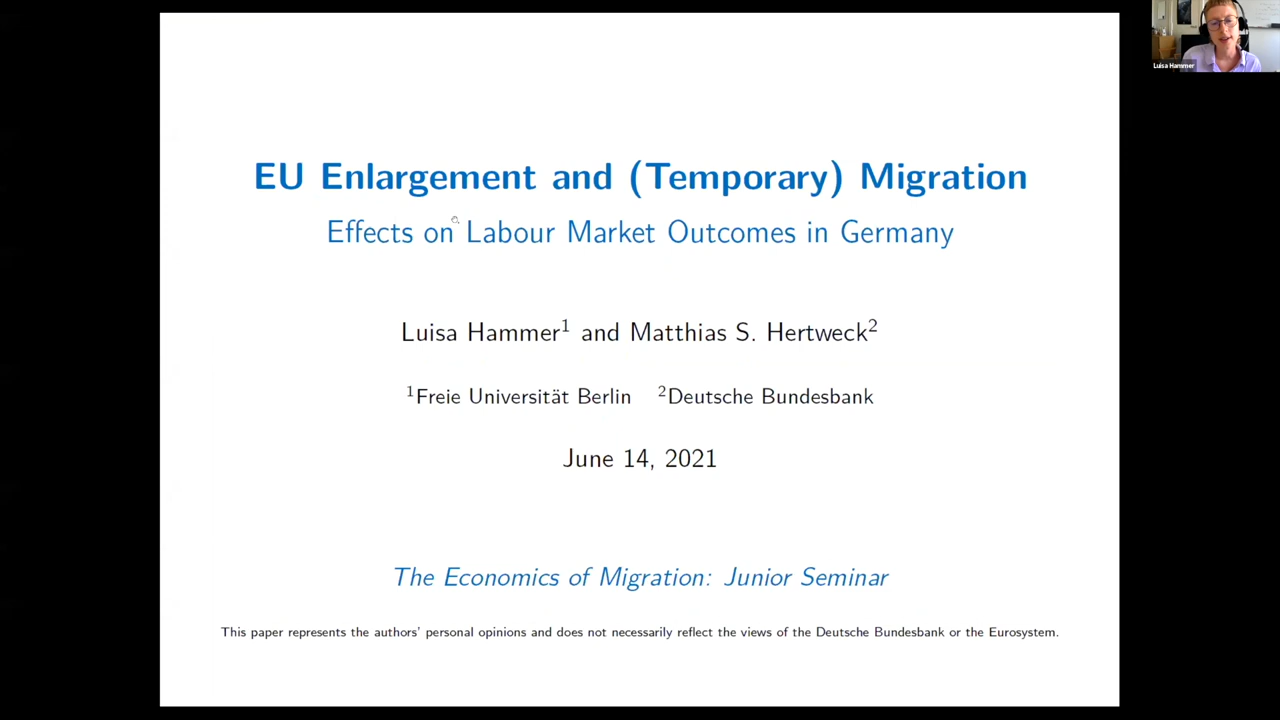 EU Enlargement and (Temporary) Migration
Effects on Labour Market Outcomes in Germany
Luisa Hammer¹ and Matthias S. Hertweck²
¹Freie Universität Berlin ²Deutsche Bundesbank
June 14, 2021
The Economics of Migration: Junior Seminar
This paper represents the authors' personal opinions and does not necessarily reflect the views of the Deutsche Bundesbank or the Eurosystem.
Luisa Hammer